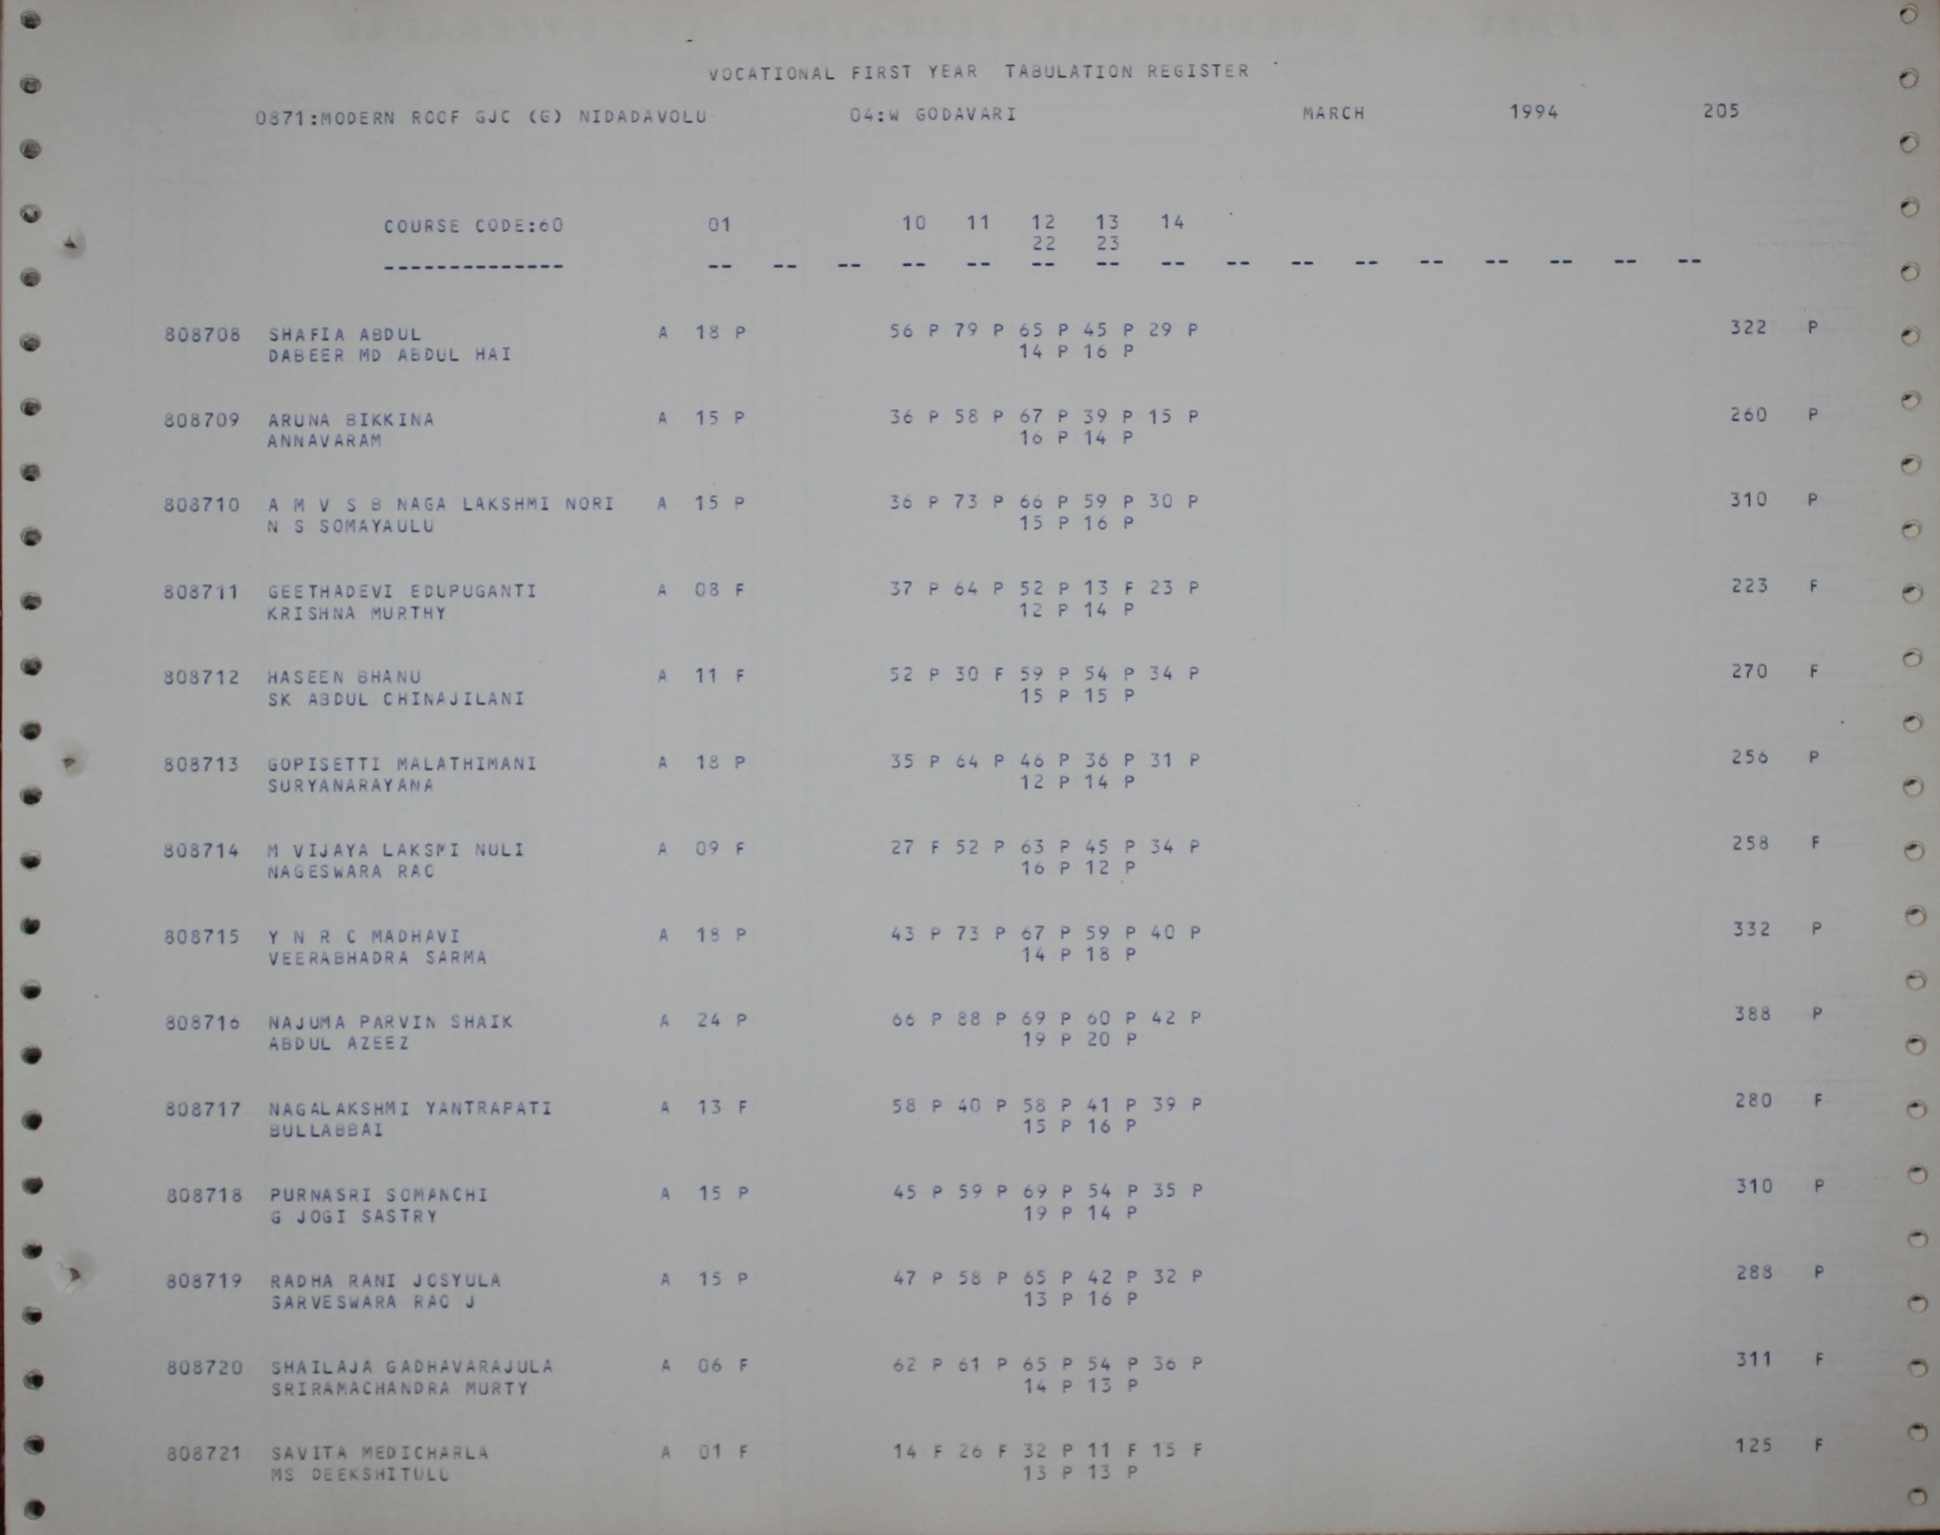 VOCATIONAL FIRST YEAR TABULATION REGISTER
0871:MODERN ROOF GJC (G) NIDADAVOLU 04:W GODAVARI MARCH 1994 205
COURSE CODE:60 01 10 11 12 13 14
22 23
-------------- -- -- -- -- -- -- -- -- -- -- -- -- -- -- -- --
808708 SHAFIA ABDUL A 18 P 56 P 79 P 65 P 45 P 29 P 322 P
DABEER MD ABDUL HAI 14 P 16 P
808709 ARUNA BIKKINA A 15 P 36 P 58 P 67 P 39 P 15 P 260 P
ANNAVARAM 16 P 14 P
808710 A M V S B NAGA LAKSHMI NORI A 15 P 36 P 73 P 66 P 59 P 30 P 310 P
N S SOMAYAULU 15 P 16 P
808711 GEETHADEVI EDUPUGANTI A 08 F 37 P 64 P 52 P 13 F 23 P 223 F
KRISHNA MURTHY 12 P 14 P
808712 HASEEN BHANU A 11 F 52 P 30 F 59 P 54 P 34 P 270 F
SK ABDUL CHINAJILANI 15 P 15 P
808713 GOPISETTI MALATHIMANI A 18 P 35 P 64 P 46 P 36 P 31 P 256 P
SURYANARAYANA 12 P 14 P
808714 M VIJAYA LAKSMI NULI A 09 F 27 F 52 P 63 P 45 P 34 P 258 F
NAGESWARA RAO 16 P 12 P
808715 Y N R C MADHAVI A 18 P 43 P 73 P 67 P 59 P 40 P 332 P
VEERABHADRA SARMA 14 P 18 P
808716 NAJUMA PARVIN SHAIK A 24 P 66 P 88 P 69 P 60 P 42 P 388 P
ABDUL AZEEZ 19 P 20 P
808717 NAGALAKSHMI YANTRAPATI A 13 F 58 P 40 P 58 P 41 P 39 P 280 F
BULLABBAI 15 P 16 P
808718 PURNASRI SOMANCHI A 15 P 45 P 59 P 69 P 54 P 35 P 310 P
G JOGI SASTRY 19 P 14 P
808719 RADHA RANI JOSYULA A 15 P 47 P 58 P 65 P 42 P 32 P 288 P
SARVESWARA RAO J 13 P 16 P
808720 SHAILAJA GADHAVARAJULA A 06 F 62 P 61 P 65 P 54 P 36 P 311 F
SRIRAMACHANDRA MURTY 14 P 13 P
808721 SAVITA MEDICHARLA A 01 F 14 F 26 F 32 P 11 F 15 F 125 F
MS DEEKSHITULU 13 P 13 P